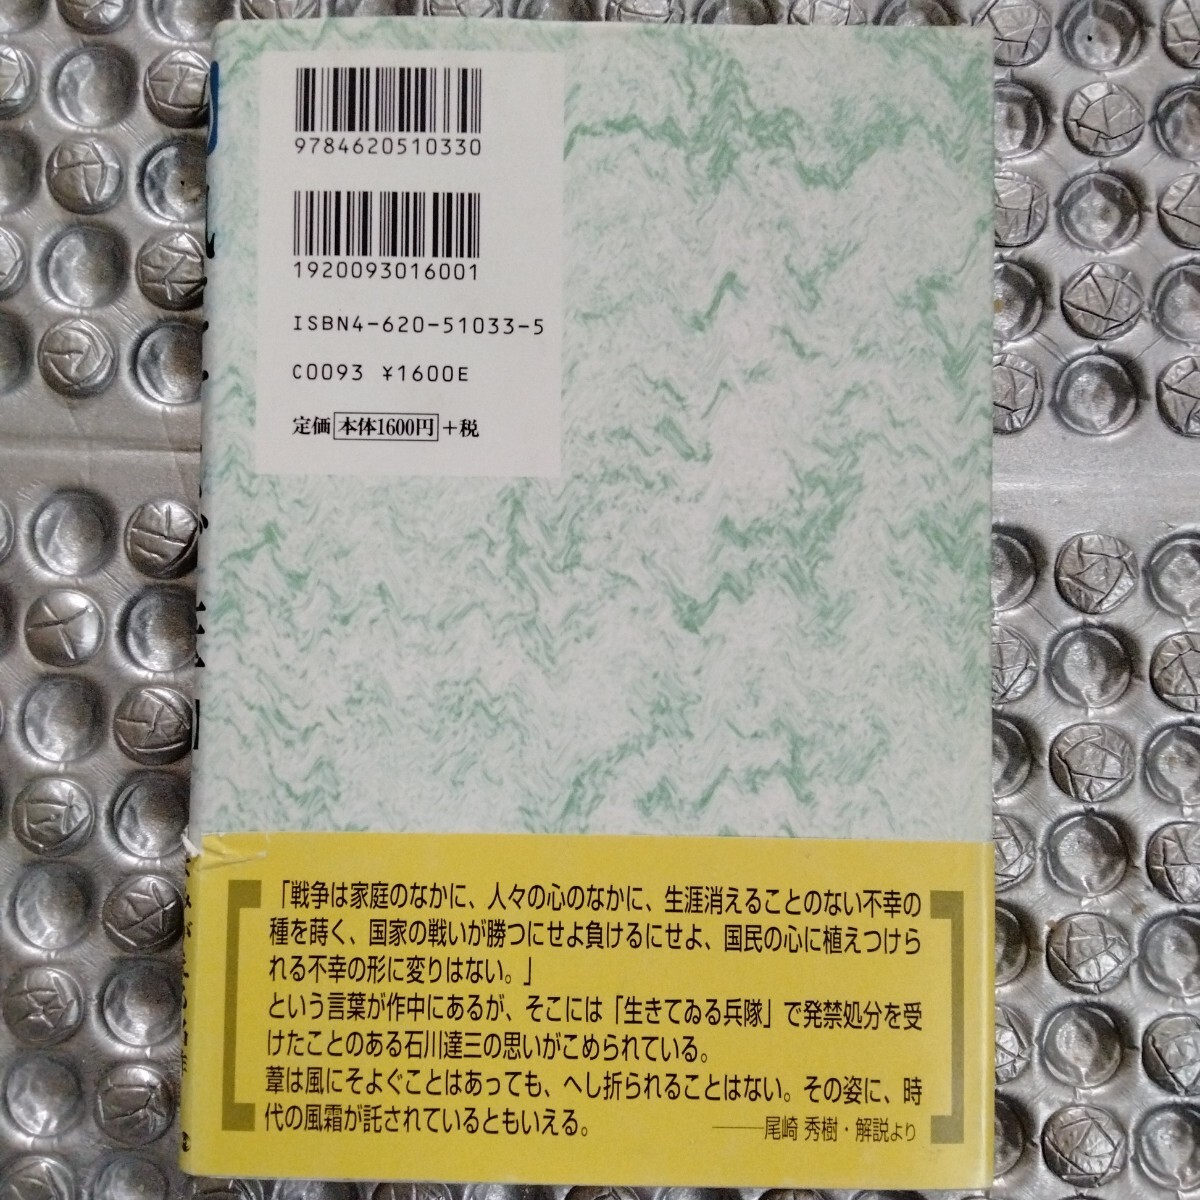 9784620510330
1920093016001
ISBN4-620-51033-5
C0093 ¥1600E
定価 本体1600円 +税
「戦争は家庭のなかに、人々の心のなかに、生涯消えることのない不幸の
種を蒔く、国家の戦いが勝つにせよ負けるにせよ、国民の心に植えつけら
れる不幸の形に変りはない。」
という言葉が作中にあるが、そこには「生きてゐる兵隊」で発禁処分を受
けたことのある石川達三の思いがこめられている。
葦は風にそよぐことはあっても、へし折られることはない。その姿に、時
代の風霜が託されているともいえる。
――尾崎 秀樹・解説より